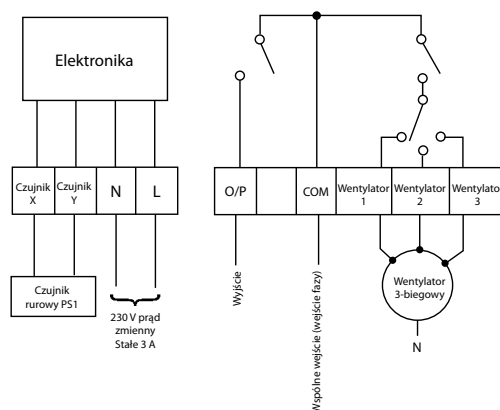 Elektronika
Czujnik
X
Czujnik
Y
N
L
O/P
COM
Wentylator
1
Wentylator
2
Wentylator
3
Czujnik
rurowy PS1
230 V prąd
zmienny
Stałe 3 A
Wyjście
Wspólne wejście (wejście fazy)
Wentylator
3-biegowy
N